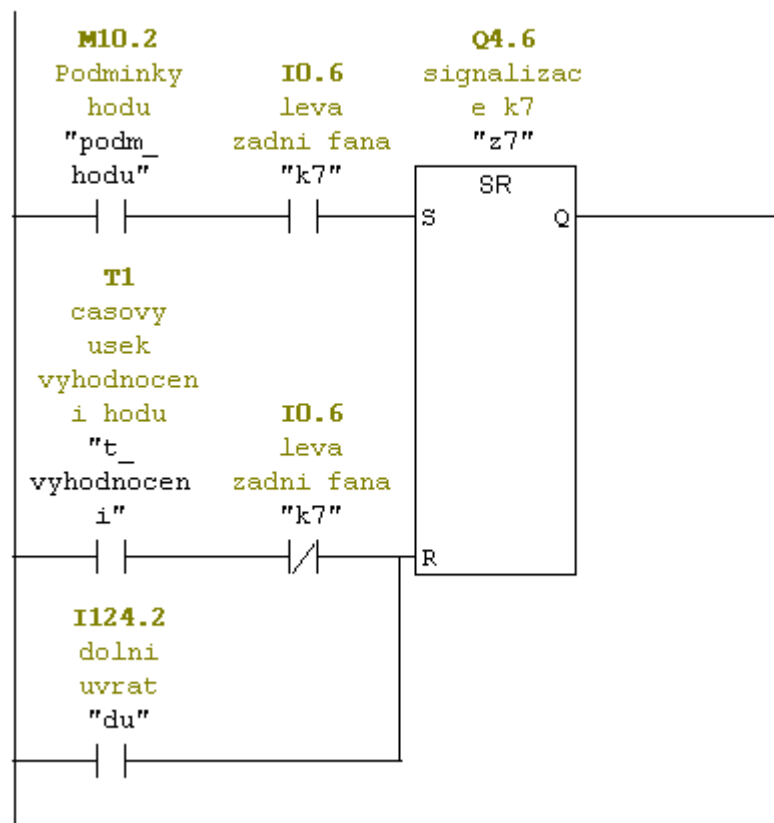 M10.2
Podminky
hodu
"podm_
hodu"
I0.6
leva
zadni fana
"k7"
Q4.6
signalizac
e k7
"z7"
SR
S
Q
T1
casovy
usek
vyhodnocen
i hodu
"t_
vyhodnocen
i"
I0.6
leva
zadni fana
"k7"
R
I124.2
dolni
uvrat
"du"